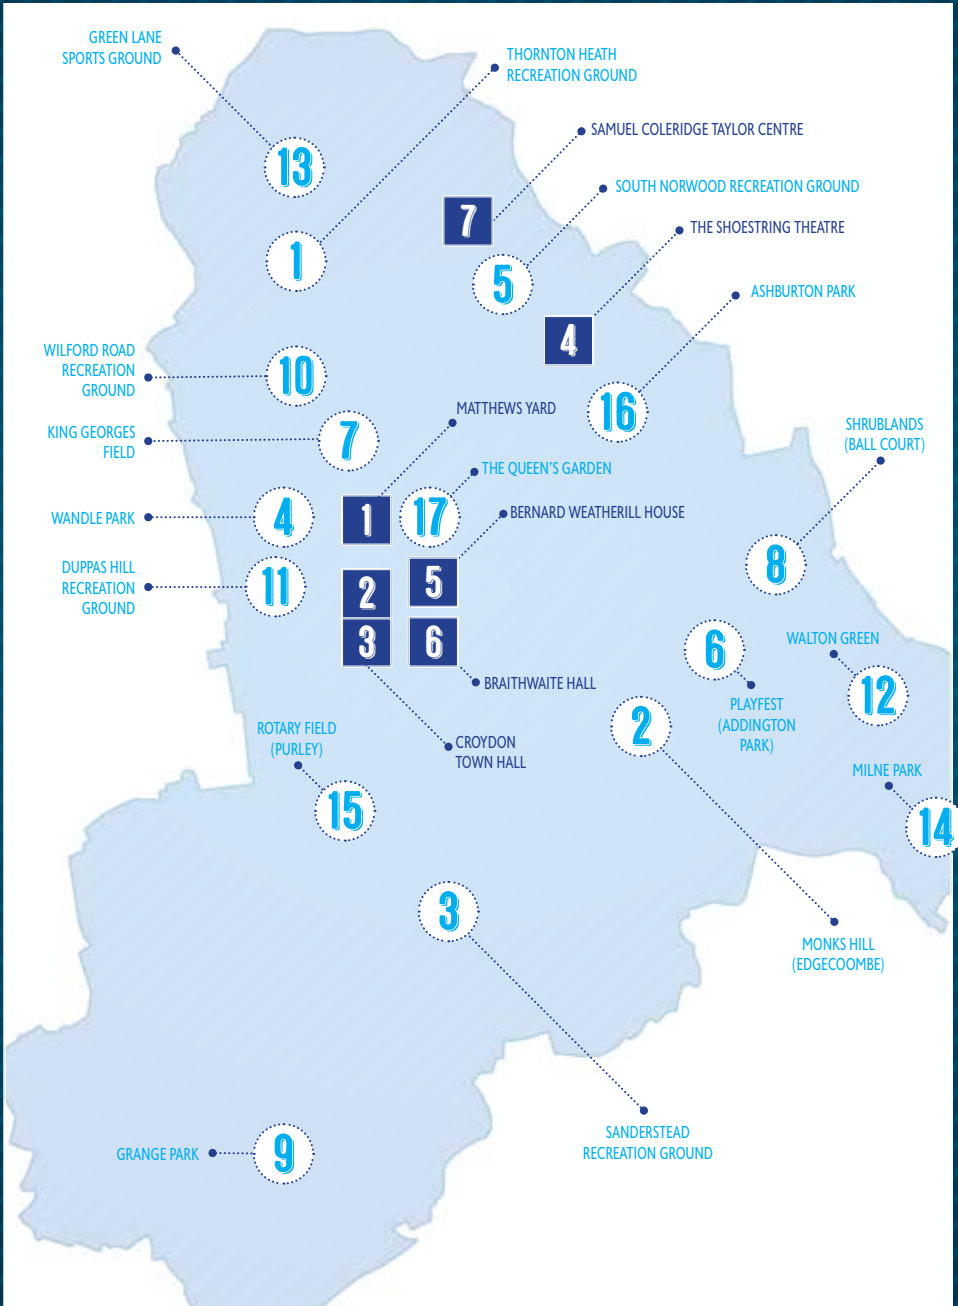 GREEN LANE
SPORTS GROUND
THORNTON HEATH
RECREATION GROUND
SAMUEL COLERIDGE TAYLOR CENTRE
13
SOUTH NORWOOD RECREATION GROUND
7
THE SHOESTRING THEATRE
1
5
ASHBURTON PARK
4
WILFORD ROAD
RECREATION
GROUND
10
MATTHEWS YARD
16
KING GEORGES
FIELD
7
SHRUBLANDS
(BALL COURT)
THE QUEEN'S GARDEN
WANDLE PARK
4
1
17
BERNARD WEATHERILL HOUSE
DUPPAS HILL
RECREATION
GROUND
11
2
5
8
3
6
6
WALTON GREEN
BRAITHWAITE HALL
12
PLAYFEST
(ADDINGTON
PARK)
2
ROTARY FIELD
(PURLEY)
CROYDON
TOWN HALL
MILNE PARK
15
14
3
MONKS HILL
(EDGECOOMBE)
SANDERSTEAD
RECREATION GROUND
GRANGE PARK
9